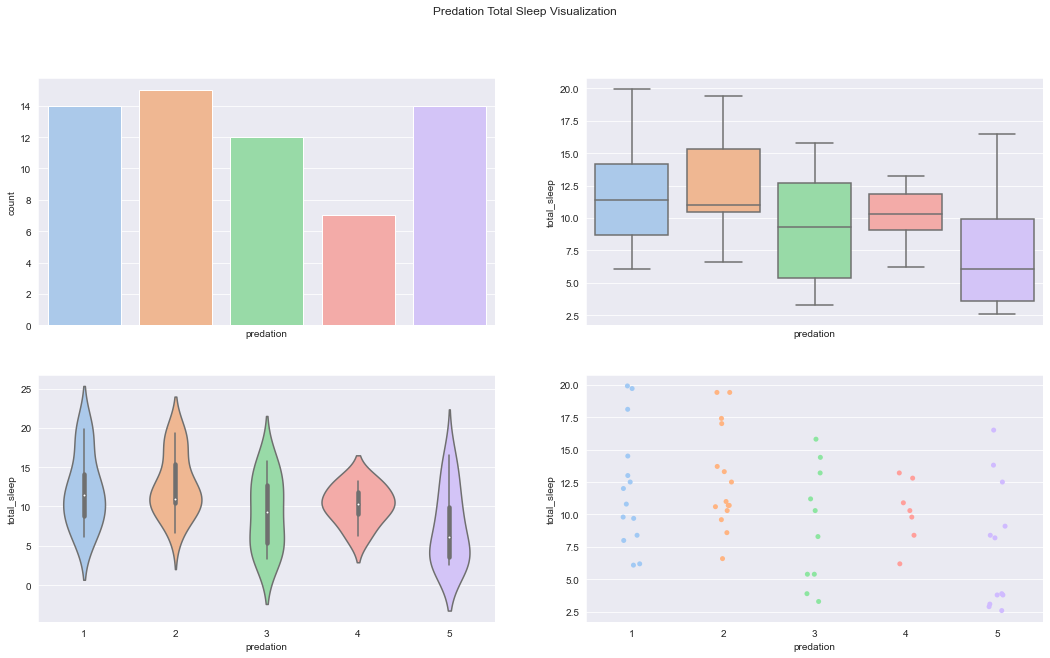 Predation Total Sleep Visualization
14
12
10
8
6
4
2
0
count
predation
20.0
17.5
15.0
12.5
10.0
7.5
5.0
2.5
total_sleep
predation
25
20
15
10
5
0
total_sleep
1 2 3 4 5
predation
20.0
17.5
15.0
12.5
10.0
7.5
5.0
2.5
total_sleep
1 2 3 4 5
predation